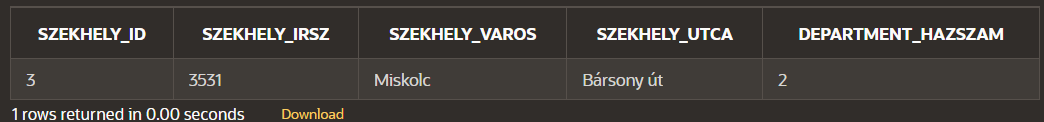 SZEKHELY_ID SZEKHELY_IRSZ SZEKHELY_VAROS SZEKHELY_UTCA DEPARTMENT_HAZSZAM
3 3531 Miskolc Bársony út 2
1 rows returned in 0.00 seconds Download